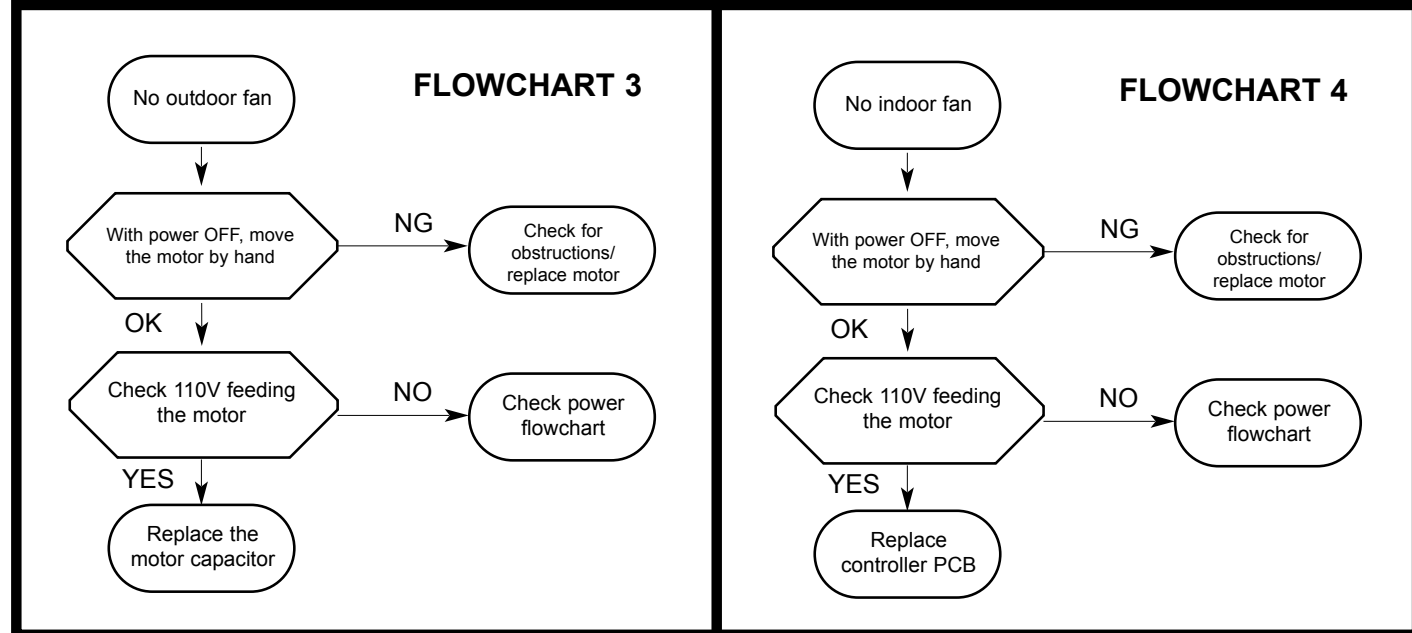 FLOWCHART 3
No outdoor fan
With power OFF, move
the motor by hand
NG
Check for
obstructions/
replace motor
OK
Check 110V feeding
the motor
NO
Check power
flowchart
YES
Replace the
motor capacitor
FLOWCHART 4
No indoor fan
With power OFF, move
the motor by hand
NG
Check for
obstructions/
replace motor
OK
Check 110V feeding
the motor
NO
Check power
flowchart
YES
Replace
controller PCB